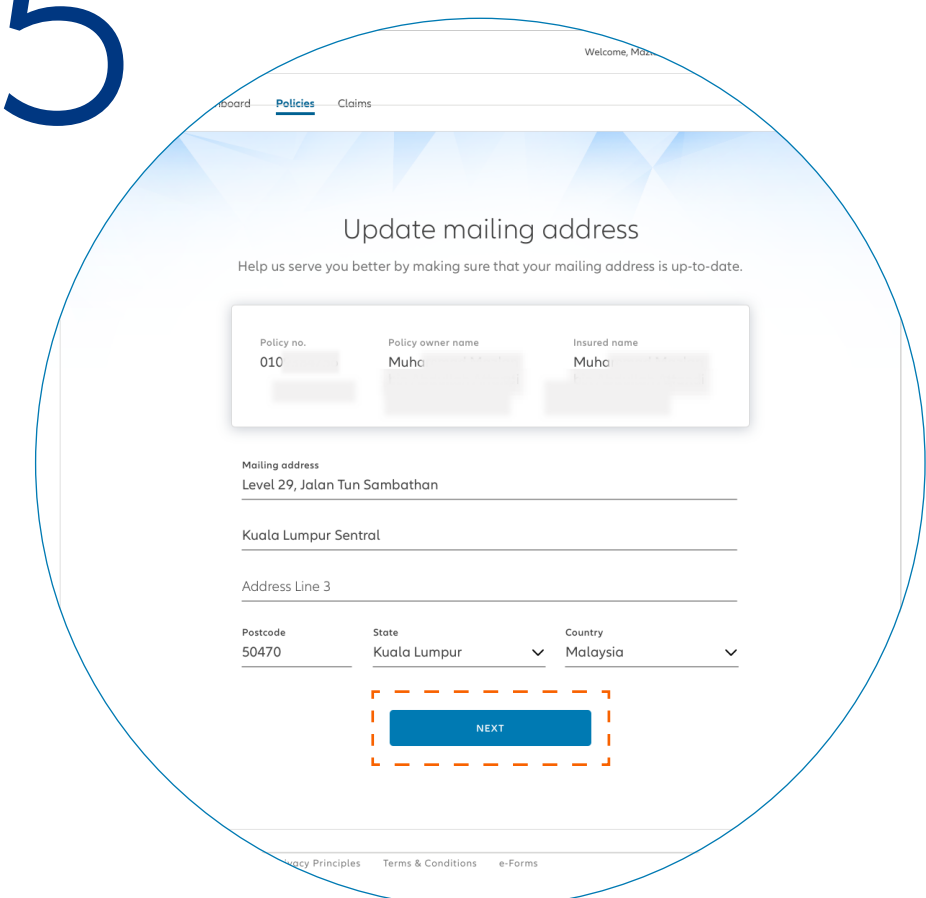 5
Welcome, Maz
board Policies Claims
Update mailing address
Help us serve you better by making sure that your mailing address is up-to-date.
Policy no. Policy owner name Insured name
010 Muha Muha
Mailing address
Level 29, Jalan Tun Sambathan
Kuala Lumpur Sentral
Address Line 3
Postcode State Country
50470 Kuala Lumpur Malaysia
NEXT
vacy Principles Terms & Conditions e-Forms